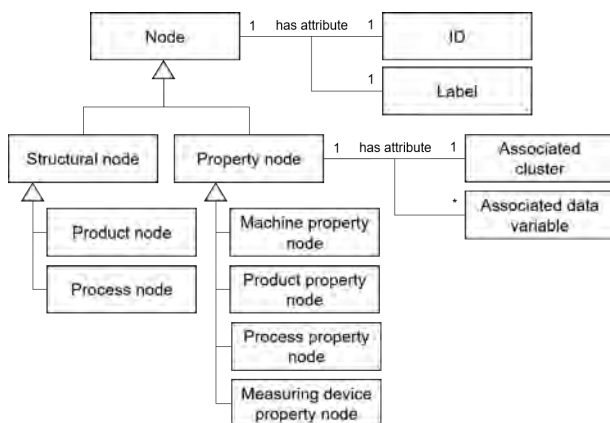 Node
1 has attribute 1
ID
1
Label
Structural node
Property node
1 has attribute 1
Associated
cluster
*
Associated data
variable
Product node
Process node
Machine property
node
Product property
node
Process property
node
Measuring device
property node